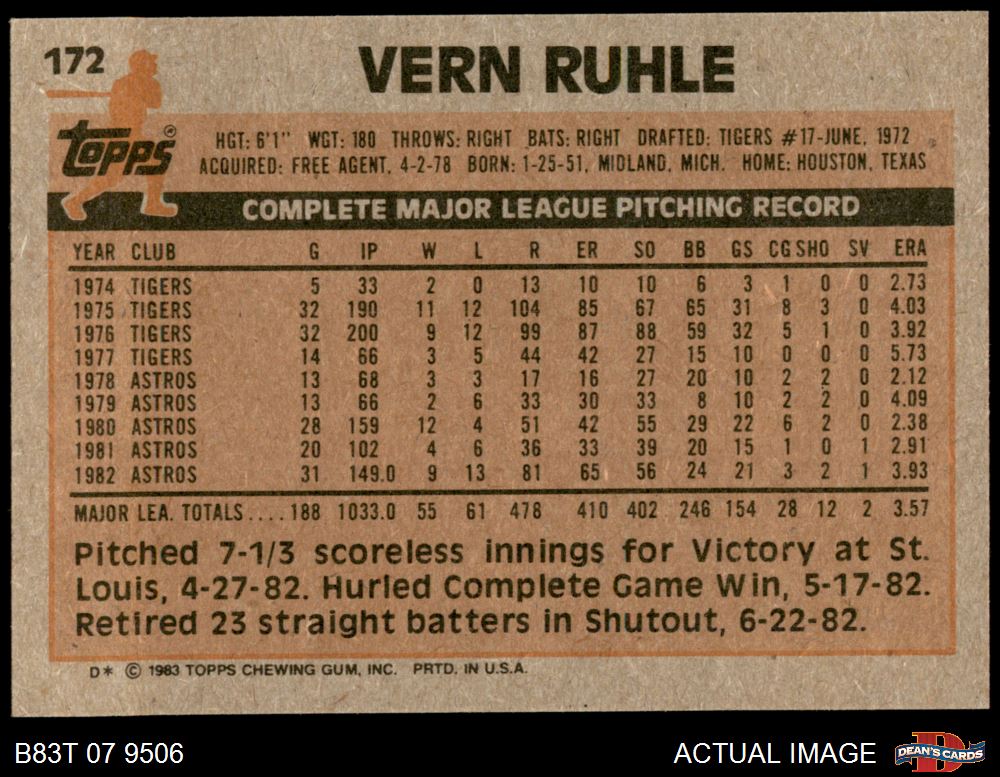 172
VERN RUHLE
TOPPS®
HGT: 6'1" WGT: 180 THROWS: RIGHT BATS: RIGHT DRAFTED: TIGERS #17-JUNE, 1972
ACQUIRED: FREE AGENT, 4-2-78 BORN: 1-25-51, MIDLAND, MICH. HOME: HOUSTON, TEXAS
COMPLETE MAJOR LEAGUE PITCHING RECORD
YEAR CLUB G IP W L R ER SO BB GS CG SHO SV ERA
1974 TIGERS 5 33 2 0 13 10 10 6 3 1 0 0 2.73
1975 TIGERS 32 190 11 12 104 85 67 65 31 8 3 0 4.03
1976 TIGERS 32 200 9 12 99 87 88 59 32 5 1 0 3.92
1977 TIGERS 14 66 3 5 44 42 27 15 10 0 0 0 5.73
1978 ASTROS 13 68 3 3 17 16 27 20 10 2 2 0 2.12
1979 ASTROS 13 66 2 6 33 30 33 8 10 2 2 0 4.09
1980 ASTROS 28 159 12 4 51 42 55 29 22 6 2 0 2.38
1981 ASTROS 20 102 4 6 36 33 39 20 15 1 0 1 2.91
1982 ASTROS 31 149.0 9 13 81 65 56 24 21 3 2 1 3.93
MAJOR LEA. TOTALS .... 188 1033.0 55 61 478 410 402 246 154 28 12 2 3.57
Pitched 7-1/3 scoreless innings for Victory at St.
Louis, 4-27-82. Hurled Complete Game Win, 5-17-82.
Retired 23 straight batters in Shutout, 6-22-82.
D* © 1983 TOPPS CHEWING GUM, INC. PRTD. IN U.S.A.
B83T 07 9506 ACTUAL IMAGE DEAN'S CARDS